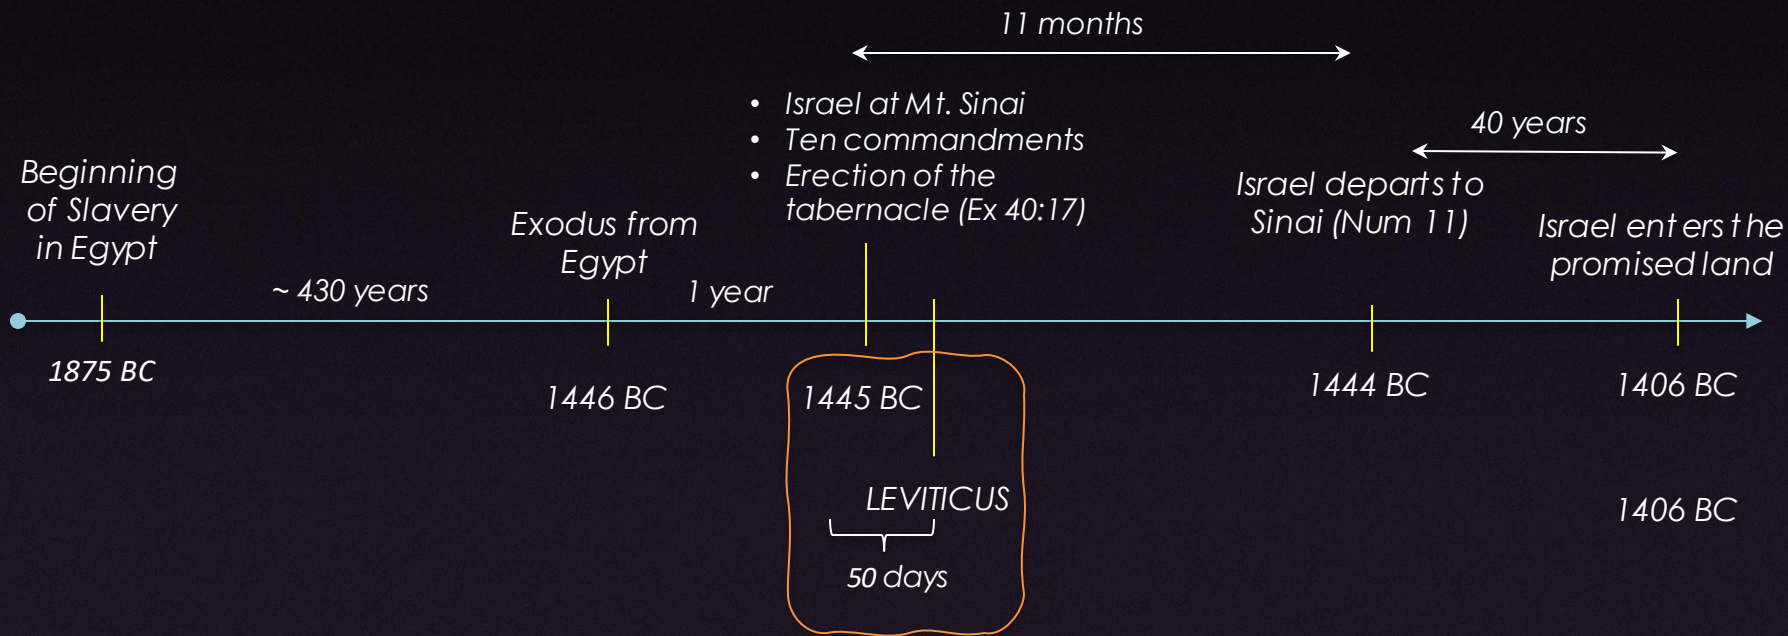 11 months
• Israel at Mt. Sinai
• Ten commandments
• Erection of the
tabernacle (Ex 40:17)
40 years
Beginning
of Slavery
in Egypt
Exodus from
Egypt
Israel departs to
Sinai (Num 11)
Israel enters the
promised land
~ 430 years
1 year
1875 BC
1446 BC
1445 BC
1444 BC
1406 BC
LEVITICUS
1406 BC
50 days